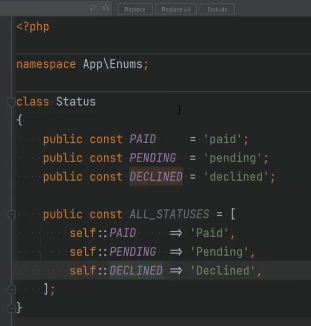 Replace Replace All Exclude
<?php
namespace App\Enums;
class Status
{
    public const PAID     = 'paid';
    public const PENDING  = 'pending';
    public const DECLINED = 'declined';
    public const ALL_STATUSES = [
        self::PAID     => 'Paid',
        self::PENDING  => 'Pending',
        self::DECLINED => 'Declined',
    ];
}